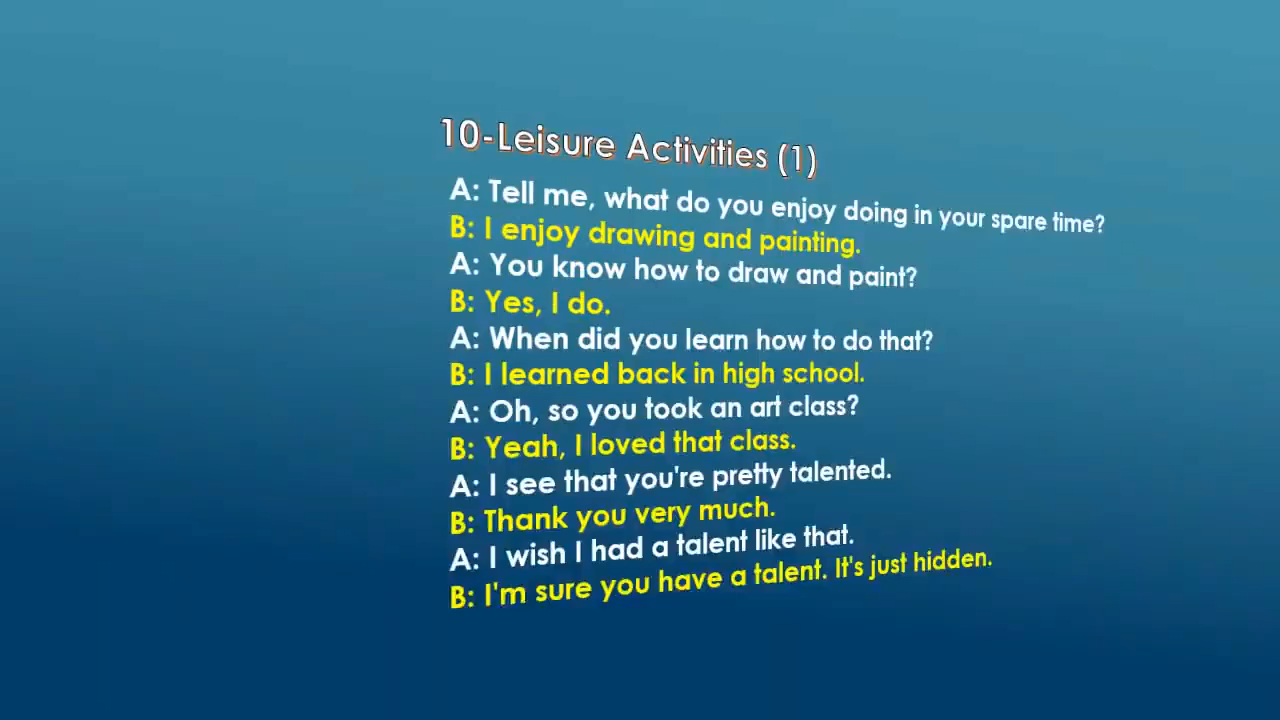 10-Leisure Activities (1)
A: Tell me, what do you enjoy doing in your spare time?
B: I enjoy drawing and painting.
A: You know how to draw and paint?
B: Yes, I do.
A: When did you learn how to do that?
B: I learned back in high school.
A: Oh, so you took an art class?
B: Yeah, I loved that class.
A: I see that you're pretty talented.
B: Thank you very much.
A: I wish I had a talent like that.
B: I'm sure you have a talent. It's just hidden.